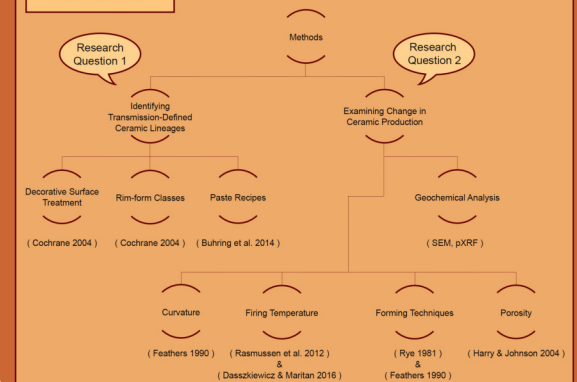 Methods
Research
Question 1
Research
Question 2
Identifying
Transmission-Defined
Ceramic Lineages
Examining Change in
Ceramic Production
Decorative Surface
Treatment
Rim-form Classes
Paste Recipes
Geochemical Analysis
( Cochrane 2004 )
( Cochrane 2004 )
( Buhring et al. 2014 )
( SEM, pXRF )
Curvature
Firing Temperature
Forming Techniques
Porosity
( Feathers 1990 )
( Rasmussen et al. 2012 )
&
( Dasszkiewicz & Maritan 2016 )
( Rye 1981 )
&
( Feathers 1990 )
( Harry & Johnson 2004 )